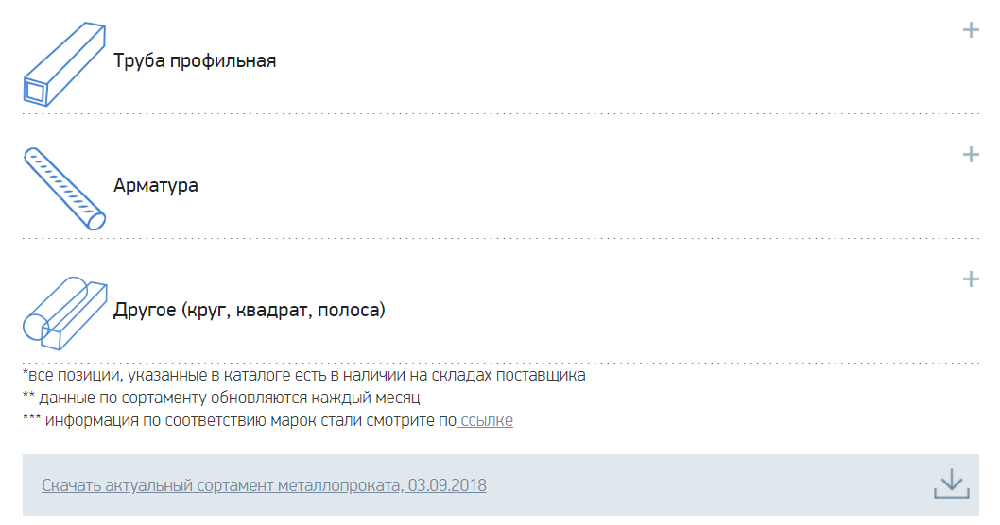 Труба профильная
Арматура
Другое (круг, квадрат, полоса)
*все позиции, указанные в каталоге есть в наличии на складах поставщика
** данные по сортаменту обновляются каждый месяц
*** информация по соответствию марок стали смотрите по ссылке
Скачать актуальный сортамент металлопроката, 03.09.2018